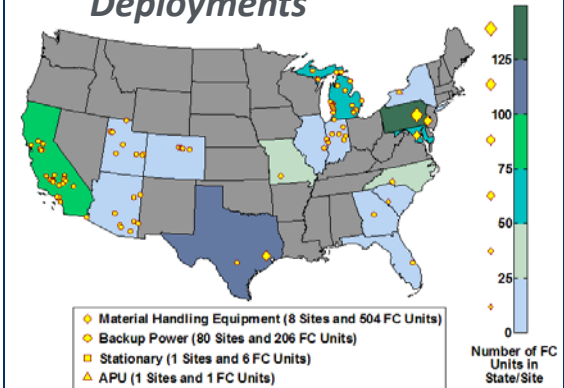 Deployments
125
100
75
50
25
0
Number of FC
Units in
State/Site
Material Handling Equipment (8 Sites and 504 FC Units)
Backup Power (80 Sites and 206 FC Units)
Stationary (1 Sites and 6 FC Units)
APU (1 Sites and 1 FC Units)